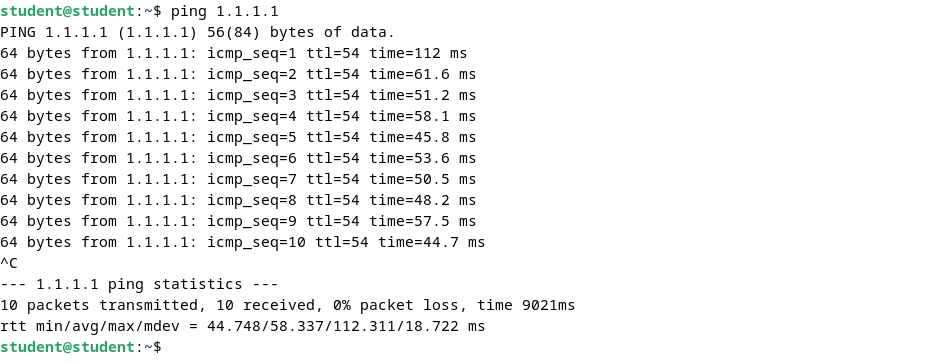 student@student:~$ ping 1.1.1.1
PING 1.1.1.1 (1.1.1.1) 56(84) bytes of data.
64 bytes from 1.1.1.1: icmp_seq=1 ttl=54 time=112 ms
64 bytes from 1.1.1.1: icmp_seq=2 ttl=54 time=61.6 ms
64 bytes from 1.1.1.1: icmp_seq=3 ttl=54 time=51.2 ms
64 bytes from 1.1.1.1: icmp_seq=4 ttl=54 time=58.1 ms
64 bytes from 1.1.1.1: icmp_seq=5 ttl=54 time=45.8 ms
64 bytes from 1.1.1.1: icmp_seq=6 ttl=54 time=53.6 ms
64 bytes from 1.1.1.1: icmp_seq=7 ttl=54 time=50.5 ms
64 bytes from 1.1.1.1: icmp_seq=8 ttl=54 time=48.2 ms
64 bytes from 1.1.1.1: icmp_seq=9 ttl=54 time=57.5 ms
64 bytes from 1.1.1.1: icmp_seq=10 ttl=54 time=44.7 ms
^C
--- 1.1.1.1 ping statistics ---
10 packets transmitted, 10 received, 0% packet loss, time 9021ms
rtt min/avg/max/mdev = 44.748/58.337/112.311/18.722 ms
student@student:~$